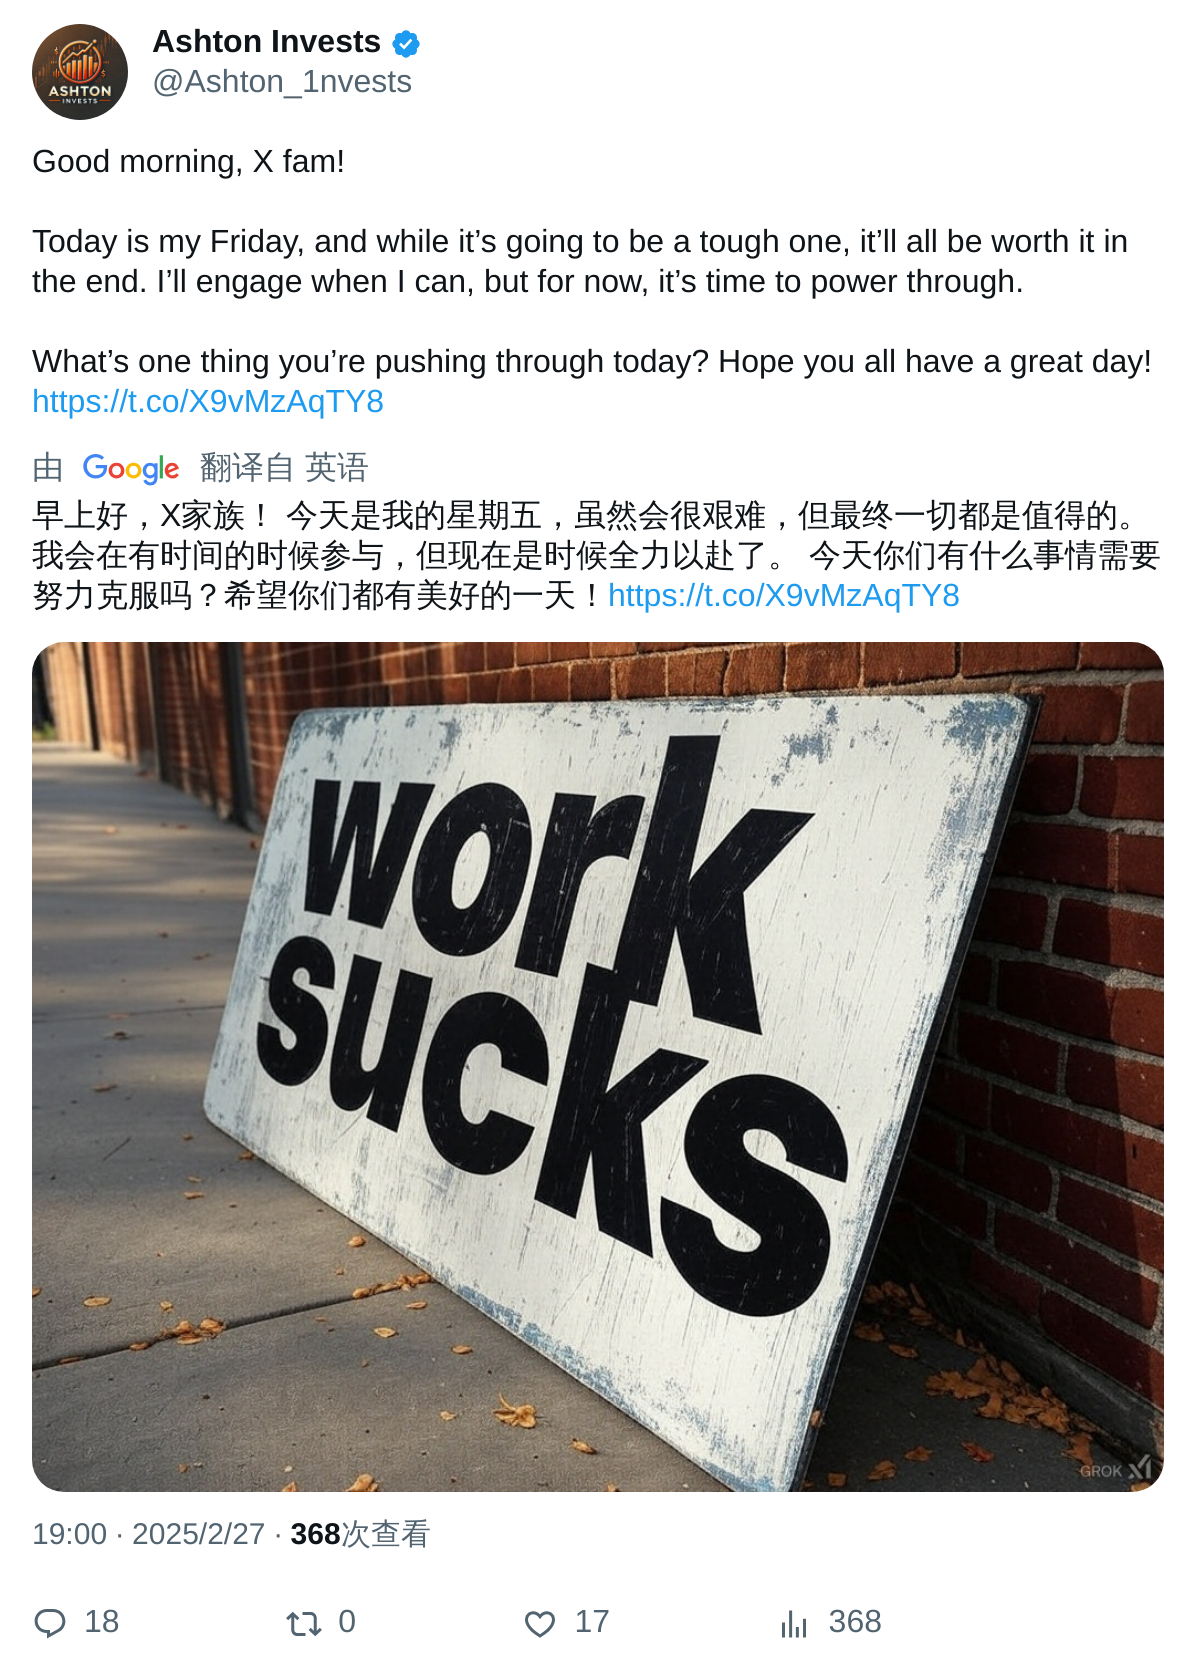 Ashton Invests
@Ashton_1nvests
ASHTON
INVESTS
Good morning, X fam!
Today is my Friday, and while it’s going to be a tough one, it’ll all be worth it in
the end. I’ll engage when I can, but for now, it’s time to power through.
What’s one thing you’re pushing through today? Hope you all have a great day!
https://t.co/X9vMzAqTY8
由 Google 翻译自 英语
早上好，X家族！ 今天是我的星期五，虽然会很艰难，但最终一切都是值得的。
我会在有时间的时候参与，但现在是时候全力以赴了。 今天你们有什么事情需要
努力克服吗？希望你们都有美好的一天！https://t.co/X9vMzAqTY8
work
sucks
GROK
19:00 · 2025/2/27 · 368次查看
18 0 17 368